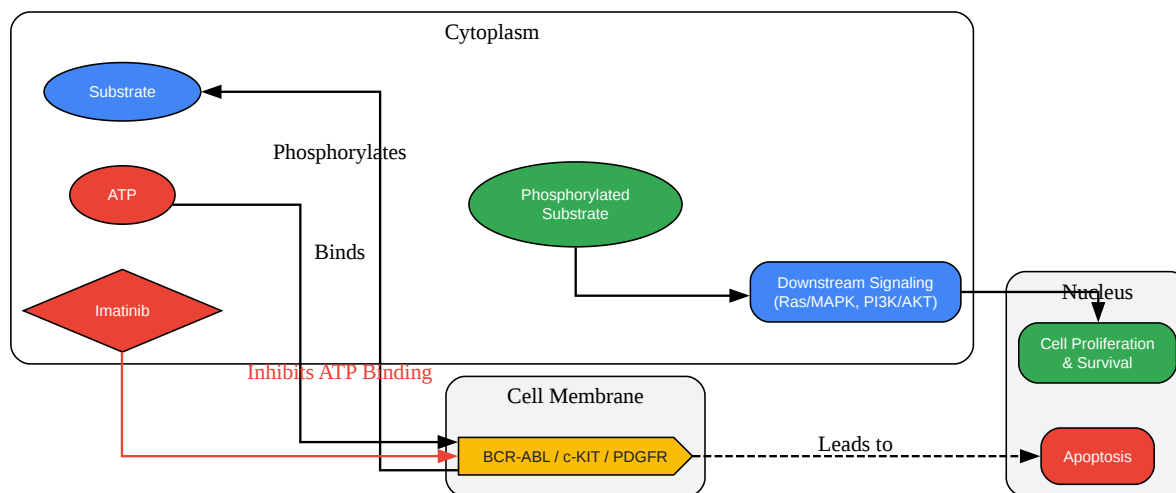 Cytoplasm
Substrate
Phosphorylates
ATP
Phosphorylated
Substrate
Binds
Imatinib
Downstream Signaling
(Ras/MAPK, PI3K/AKT)
Nucleus
Cell Proliferation
& Survival
Inhibits ATP Binding
Cell Membrane
BCR-ABL / c-KIT / PDGFR
Leads to
Apoptosis